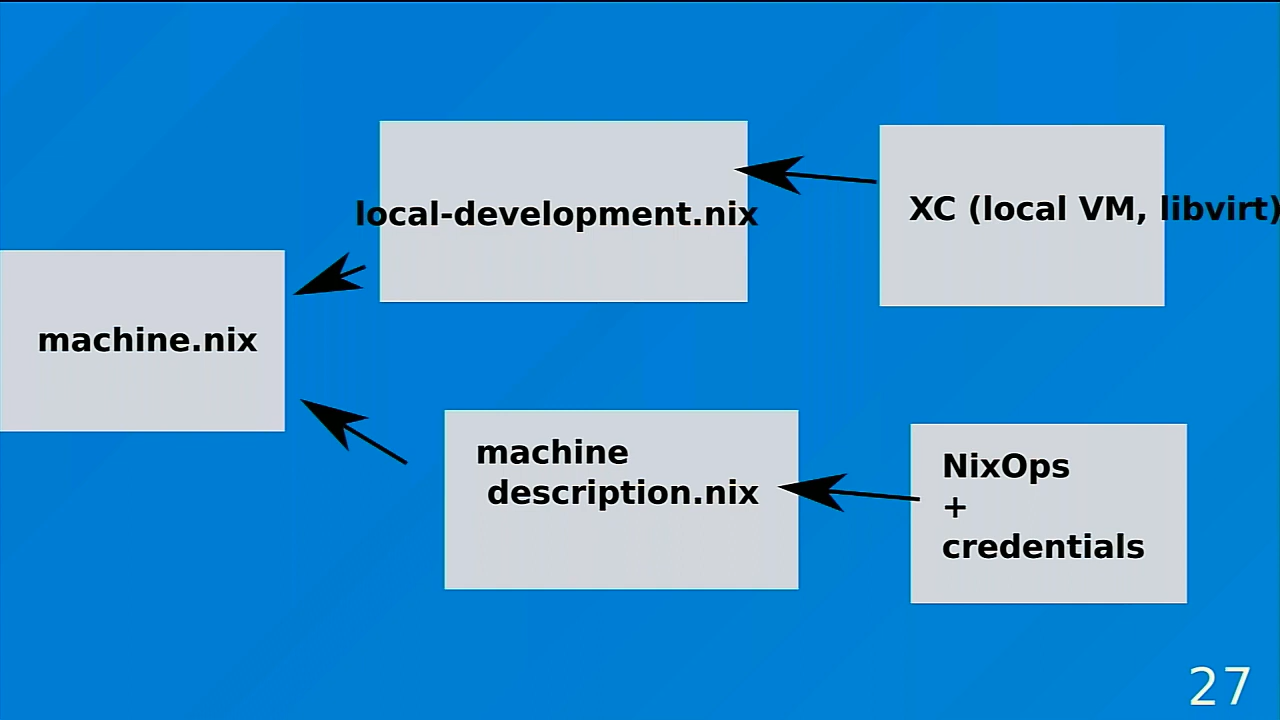 local-development.nix
XC (local VM, libvirt)
machine.nix
machine
description.nix
NixOps
+
credentials
27